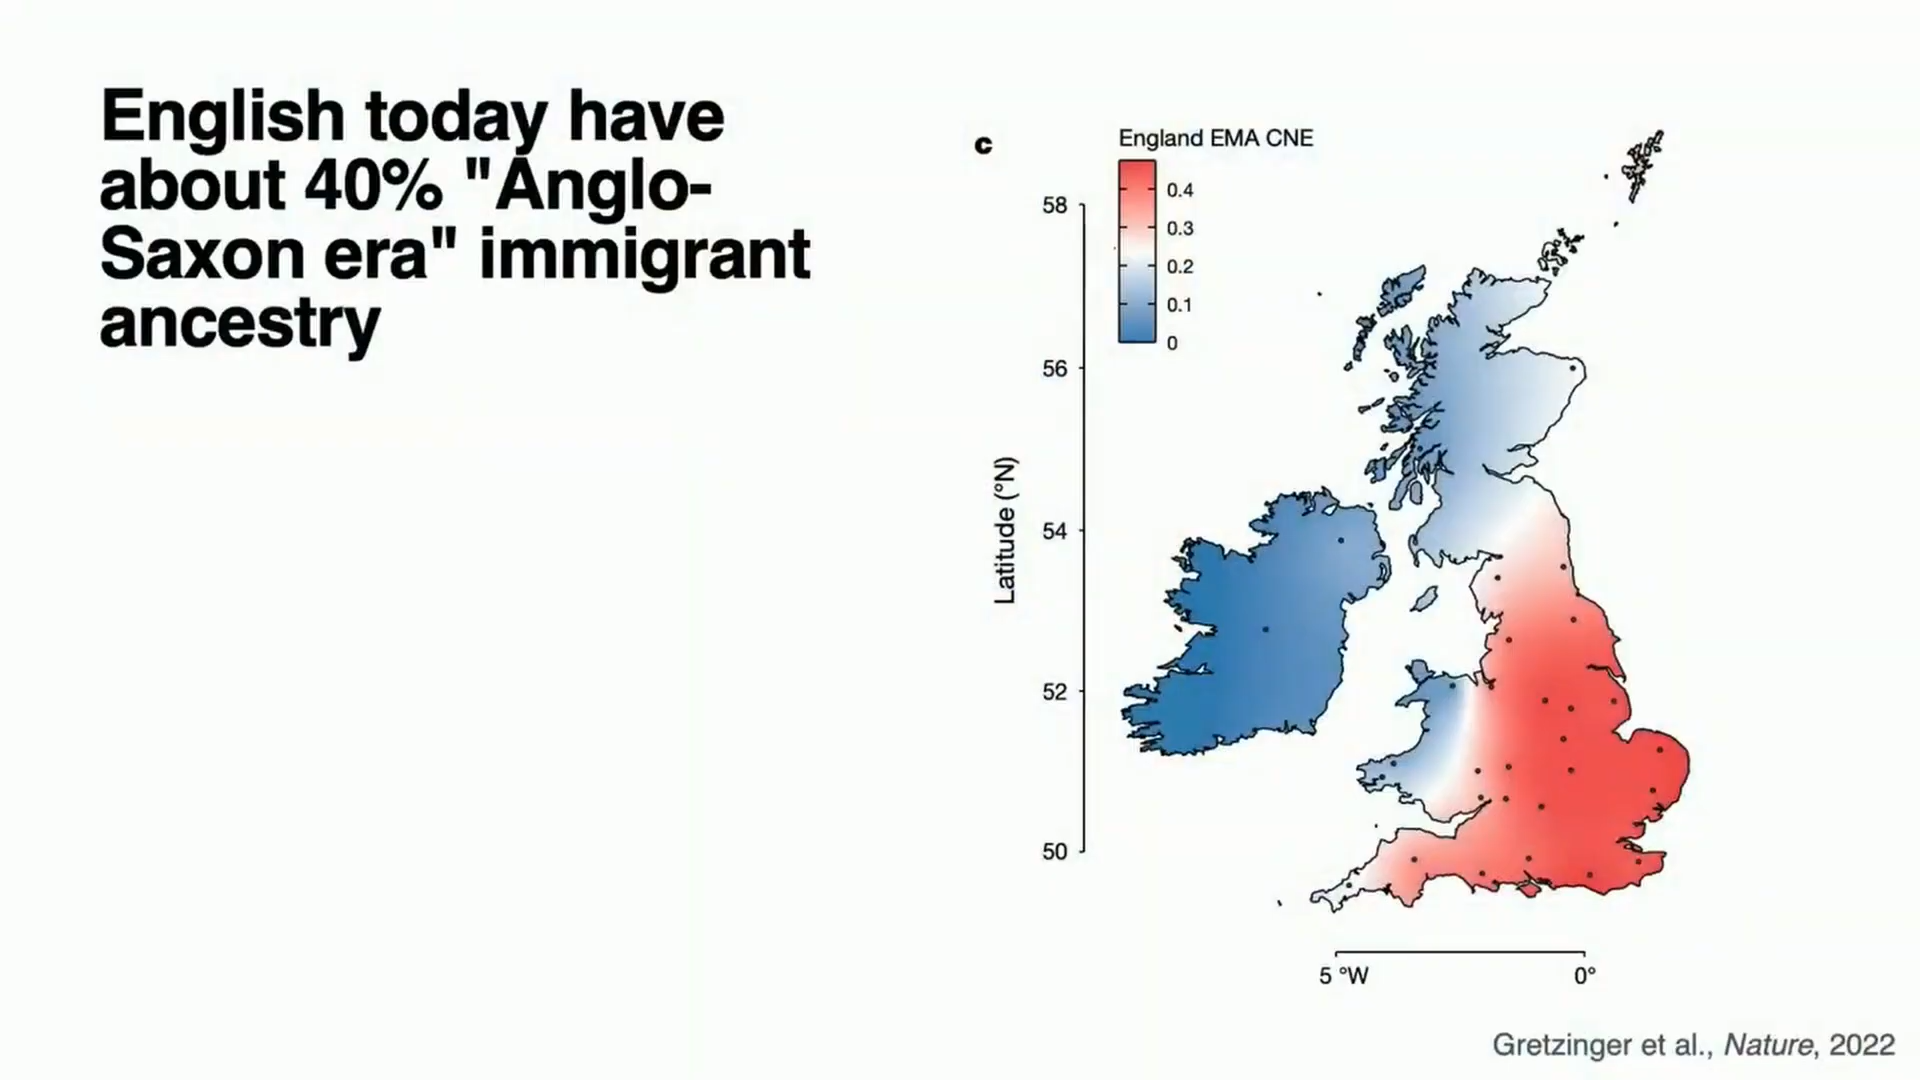 English today have
about 40% "Anglo-
Saxon era" immigrant
ancestry
c
England EMA CNE
0.4
0.3
0.2
0.1
0
58
56
54
52
50
Latitude (°N)
5 °W
0°
Gretzinger et al., Nature, 2022